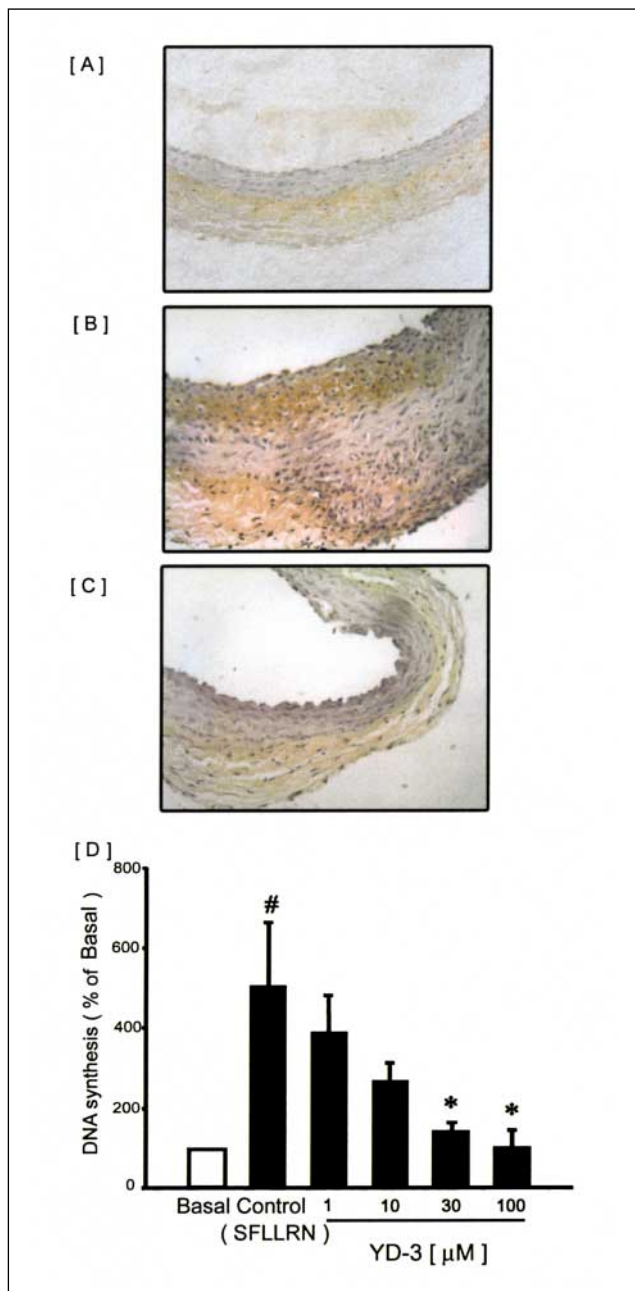 [ A ]
[ B ]
[ C ]
[ D ]
800
600
400
200
0
DNA synthesis ( % of Basal )
#
*
*
Basal Control 1 10 30 100
( SFLLRN )
YD-3 [ μM ]